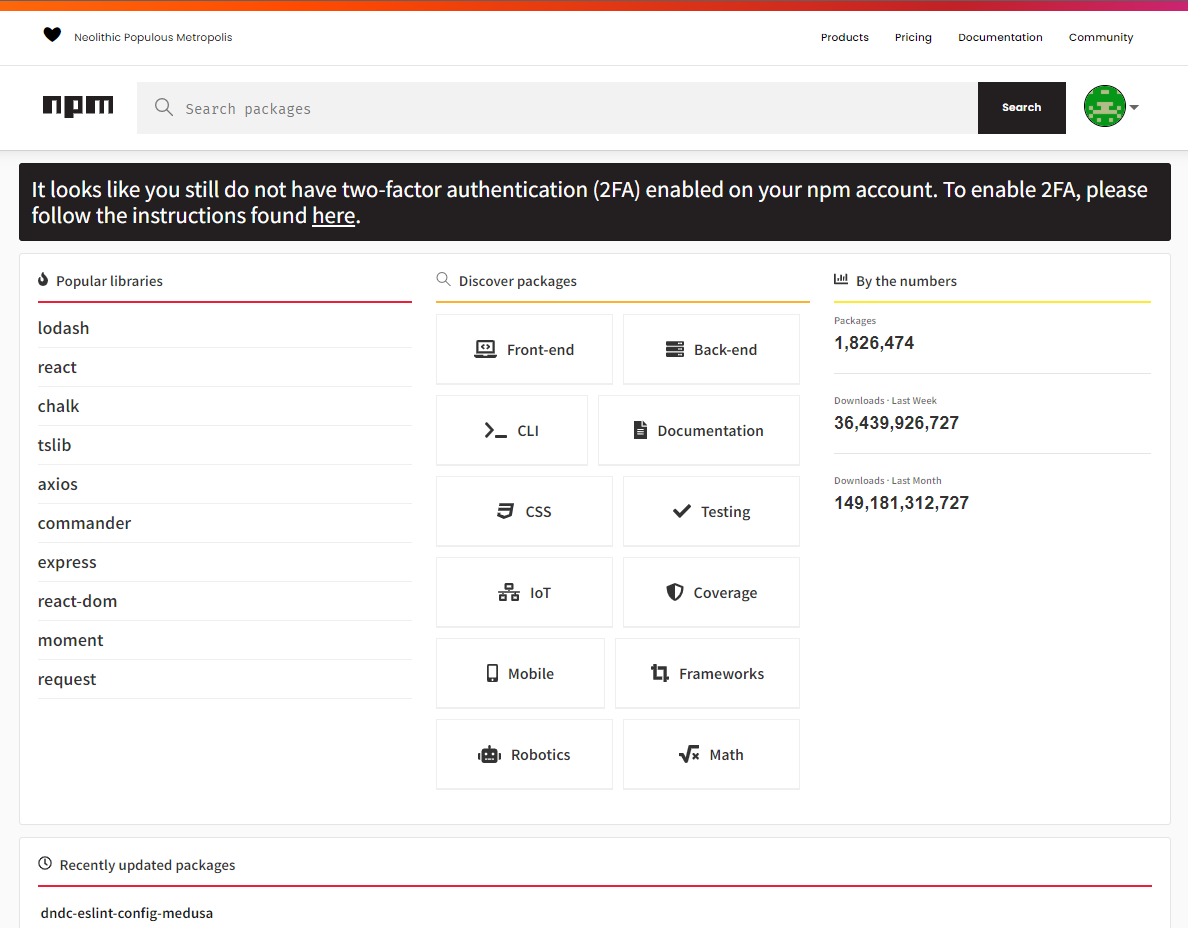 Neolithic Populous Metropolis
Products Pricing Documentation Community
npm
Search packages
Search
It looks like you still do not have two-factor authentication (2FA) enabled on your npm account. To enable 2FA, please
follow the instructions found here.
Popular libraries
lodash
react
chalk
tslib
axios
commander
express
react-dom
moment
request
Discover packages
Front-end
Back-end
CLI
Documentation
CSS
Testing
IoT
Coverage
Mobile
Frameworks
Robotics
Math
By the numbers
Packages
1,826,474
Downloads · Last Week
36,439,926,727
Downloads · Last Month
149,181,312,727
Recently updated packages
dndc-eslint-config-medusa